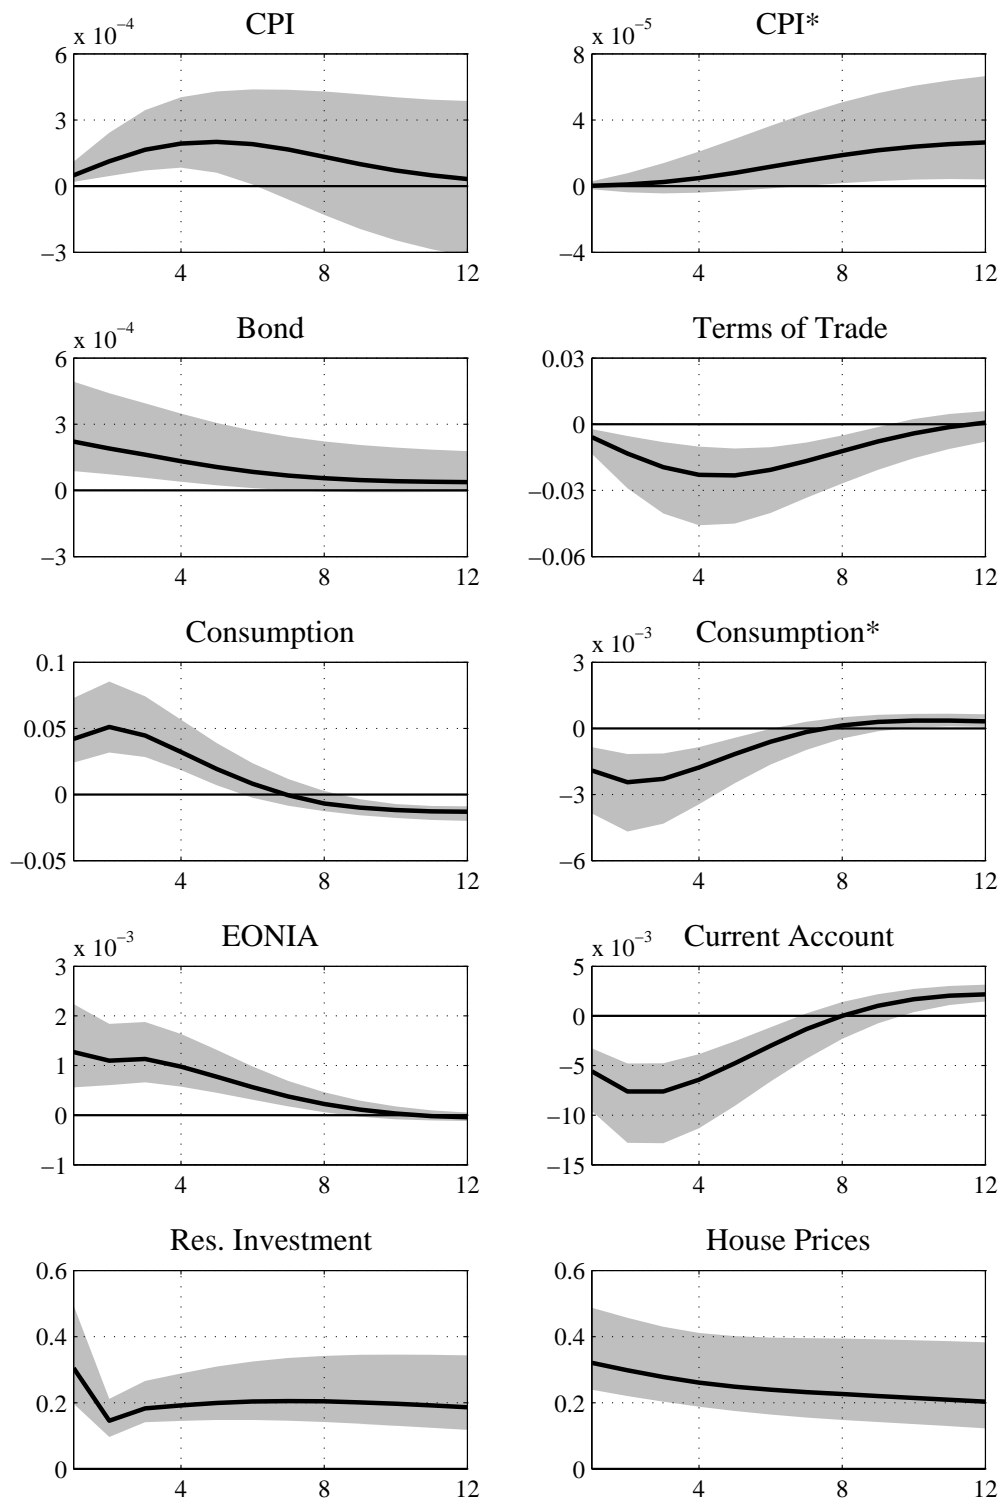 CPI
x 10−4
6
3
0
−3
4 8 12
CPI*
x 10−5
8
4
0
−4
4 8 12
Bond
x 10−4
6
3
0
−3
4 8 12
Terms of Trade
0.03
0
−0.03
−0.06
4 8 12
Consumption
0.1
0.05
0
−0.05
4 8 12
Consumption*
x 10−3
3
0
−3
−6
4 8 12
EONIA
x 10−3
3
2
1
0
−1
4 8 12
Current Account
x 10−3
5
0
−5
−10
−15
4 8 12
Res. Investment
0.6
0.4
0.2
0
4 8 12
House Prices
0.6
0.4
0.2
0
4 8 12